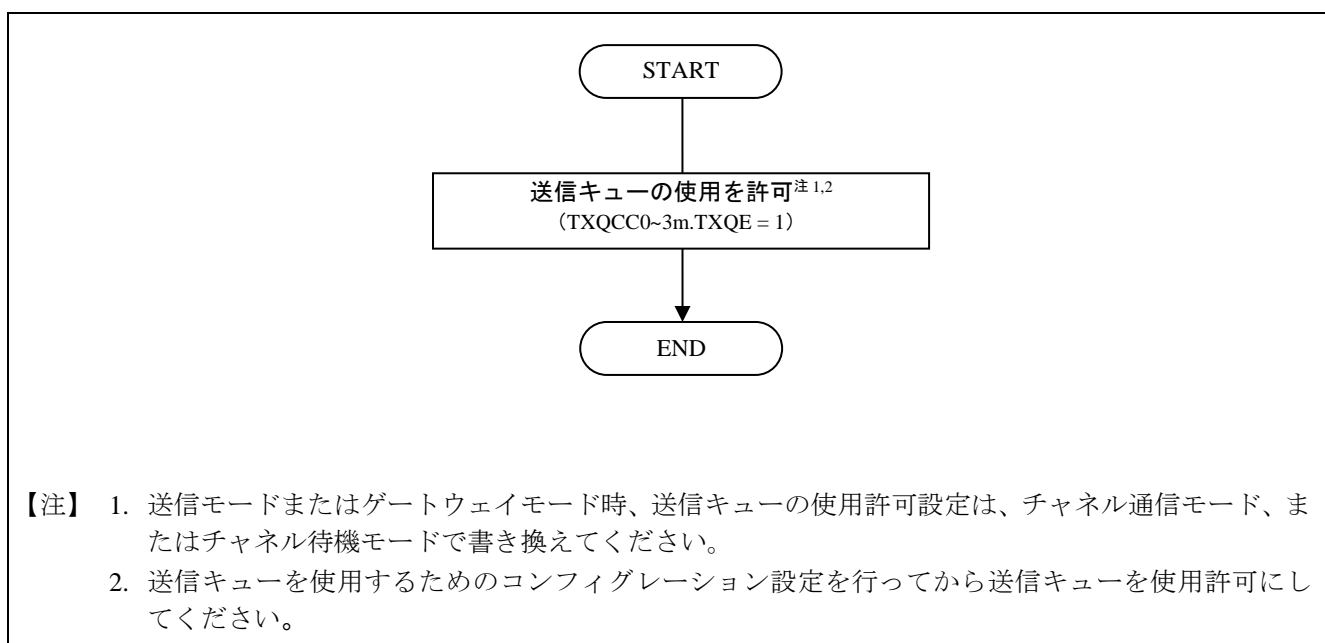 START
送信キューの使用を許可注 1,2
（TXQCC0~3m.TXQE = 1）
END
【注】 1. 送信モードまたはゲートウェイモード時、送信キューの使用許可設定は、チャネル通信モード、ま
たはチャネル待機モードで書き換えてください。
2. 送信キューを使用するためのコンフィグレーション設定を行ってから送信キューを使用許可にし
てください。